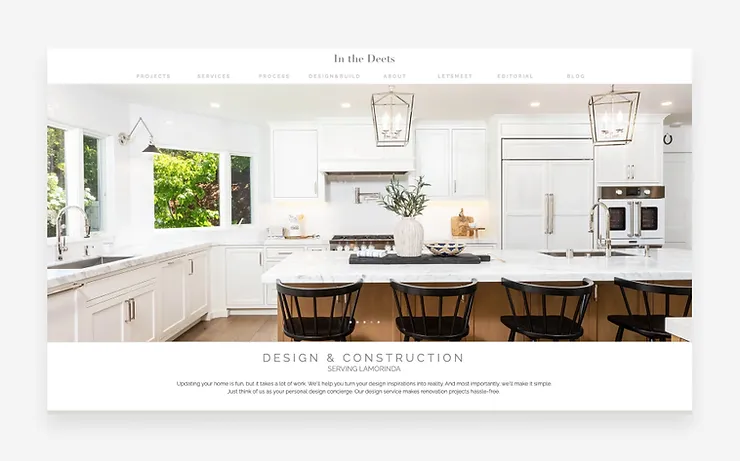 In the Deets
PROJECTS SERVICES PROCESS DESIGN&BUILD ABOUT LETSMEET EDITORIAL BLOG
DESIGN & CONSTRUCTION
SERVING LAMORINDA
Updating your home is fun, but it takes a lot of work. We'll help you turn your design inspirations into reality. And most importantly, we'll make it simple.
Just think of us as your personal design concierge. Our design service makes renovation projects hassle-free.